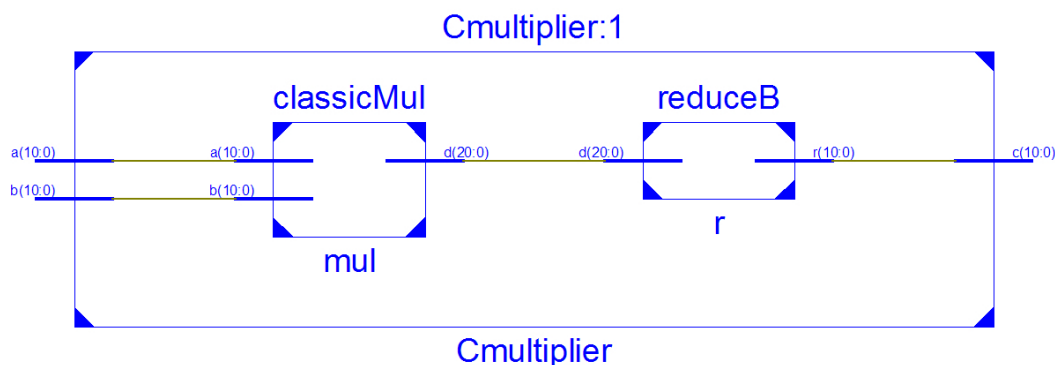 Cmultiplier:1
classicMul
reduceB
a(10:0)
a(10:0)
d(20:0)
d(20:0)
r(10:0)
c(10:0)
b(10:0)
b(10:0)
mul
r
Cmultiplier